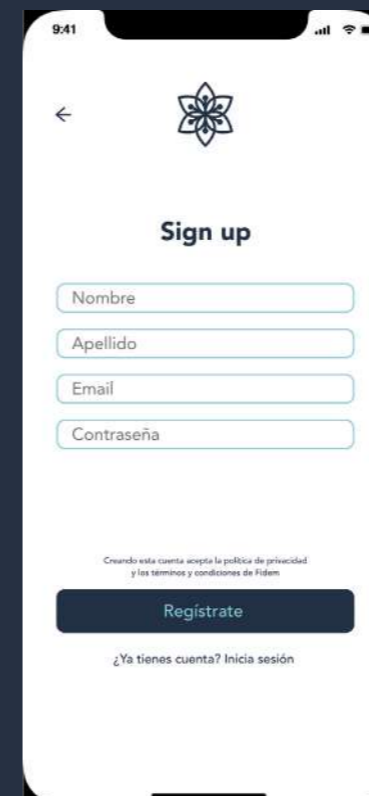 9:41
Sign up
Nombre
Apellido
Email
Contraseña
Creando esta cuenta acepta la política de privacidad
y los términos y condiciones de Fidem
Regístrate
¿Ya tienes cuenta? Inicia sesión